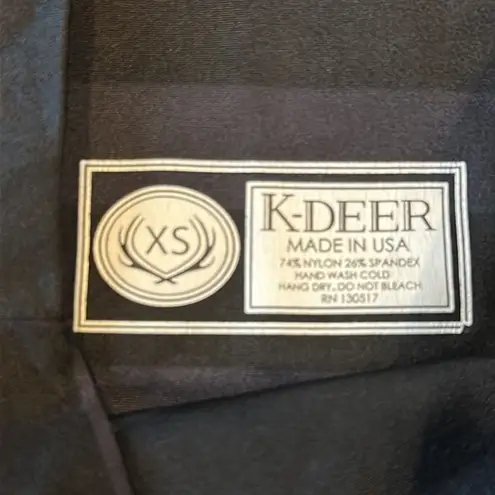 XS
K-DEER
MADE IN USA
74% NYLON 26% SPANDEX
HAND WASH COLD
HANG DRY, DO NOT BLEACH
RN 130517